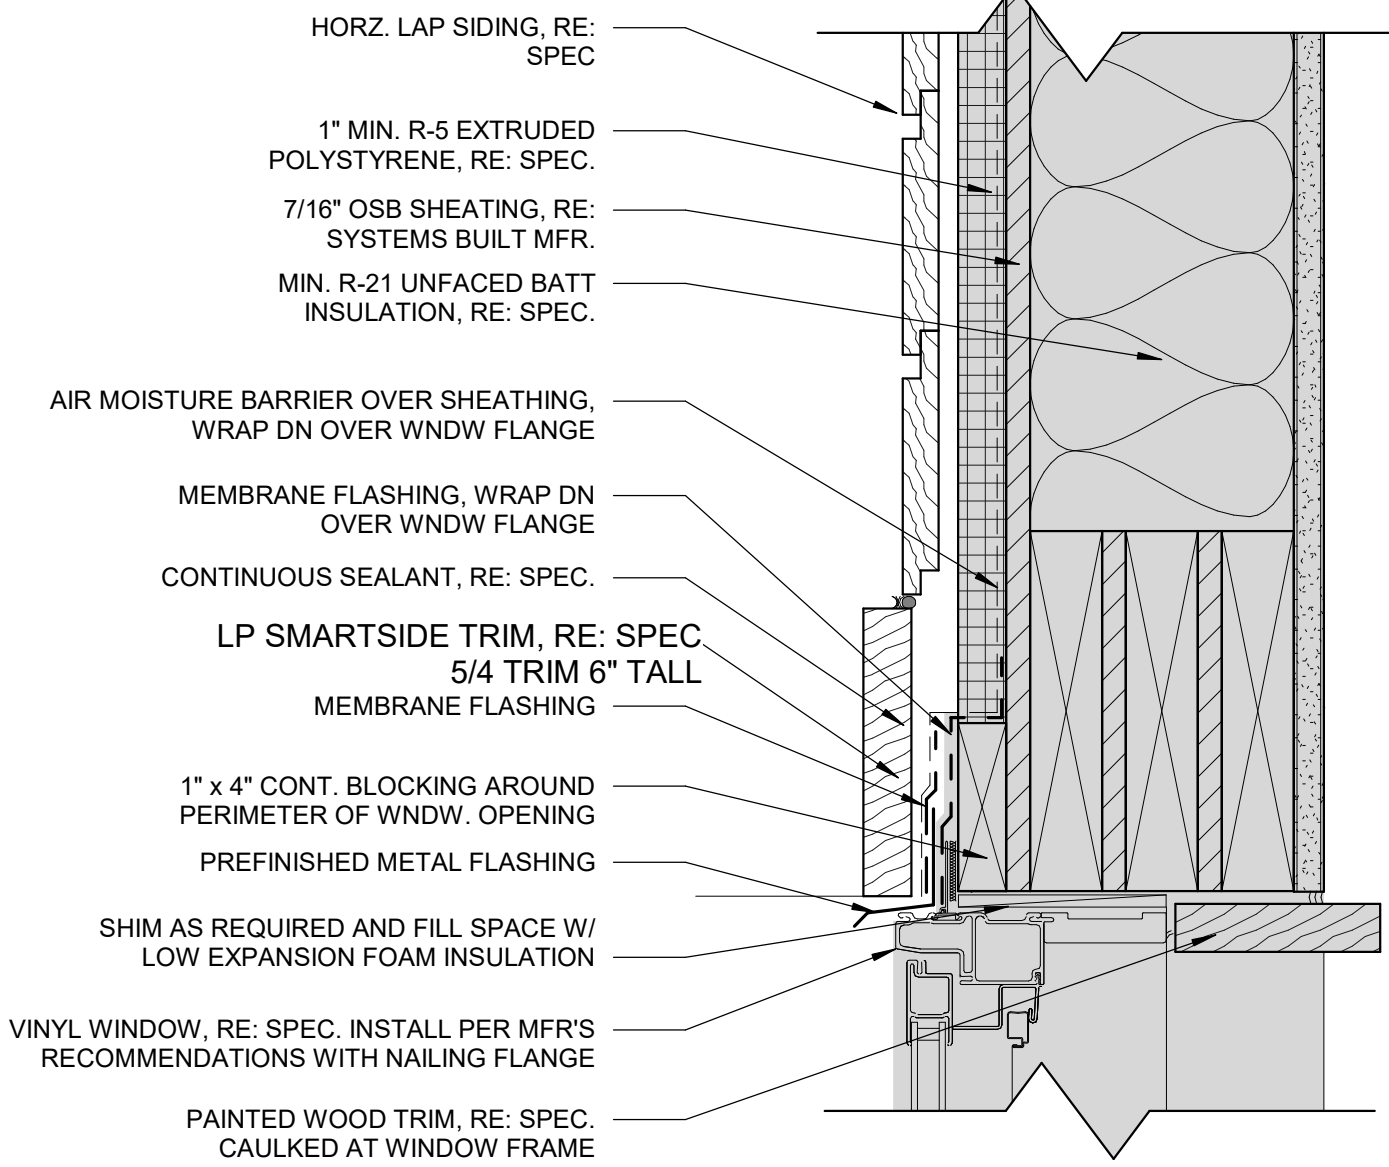 HORZ. LAP SIDING, RE:
SPEC
1" MIN. R-5 EXTRUDED
POLYSTYRENE, RE: SPEC.
7/16" OSB SHEATING, RE:
SYSTEMS BUILT MFR.
MIN. R-21 UNFACED BATT
INSULATION, RE: SPEC.
AIR MOISTURE BARRIER OVER SHEATHING,
WRAP DN OVER WNDW FLANGE
MEMBRANE FLASHING, WRAP DN
OVER WNDW FLANGE
CONTINUOUS SEALANT, RE: SPEC.
LP SMARTSIDE TRIM, RE: SPEC
5/4 TRIM 6" TALL
MEMBRANE FLASHING
1" x 4" CONT. BLOCKING AROUND
PERIMETER OF WNDW. OPENING
PREFINISHED METAL FLASHING
SHIM AS REQUIRED AND FILL SPACE W/
LOW EXPANSION FOAM INSULATION
VINYL WINDOW, RE: SPEC. INSTALL PER MFR'S
RECOMMENDATIONS WITH NAILING FLANGE
PAINTED WOOD TRIM, RE: SPEC.
CAULKED AT WINDOW FRAME